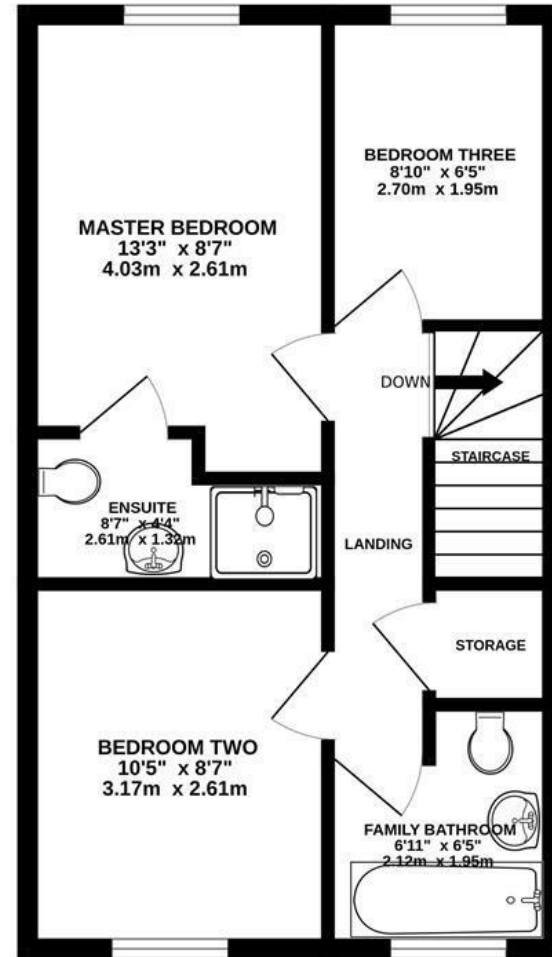 BEDROOM THREE
8'10" x 6'5"
2.70m x 1.95m
MASTER BEDROOM
13'3" x 8'7"
4.03m x 2.61m
DOWN
STAIRCASE
ENSUITE
8'7" x 4'4"
2.61m x 1.32m
LANDING
STORAGE
BEDROOM TWO
10'5" x 8'7"
3.17m x 2.61m
FAMILY BATHROOM
6'11" x 6'5"
2.12m x 1.95m